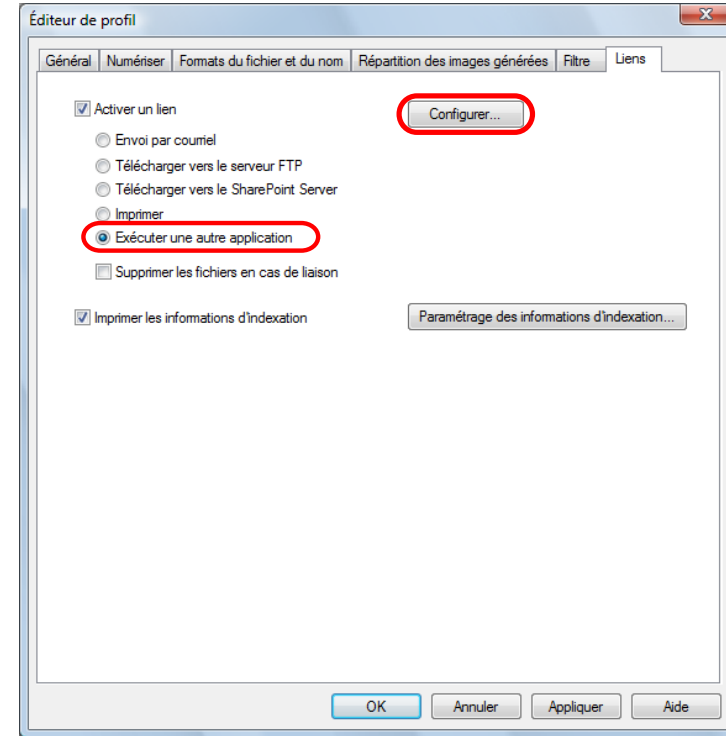 Éditeur de profil
Général Numériser Formats du fichier et du nom Répartition des images générées Filtre Liens
Activer un lien Configurer...
Envoi par courriel
Télécharger vers le serveur FTP
Télécharger vers le SharePoint Server
Imprimer
Exécuter une autre application
Supprimer les fichiers en cas de liaison
Imprimer les informations d'indexation Paramétrage des informations d'indexation...
OK Annuler Appliquer Aide